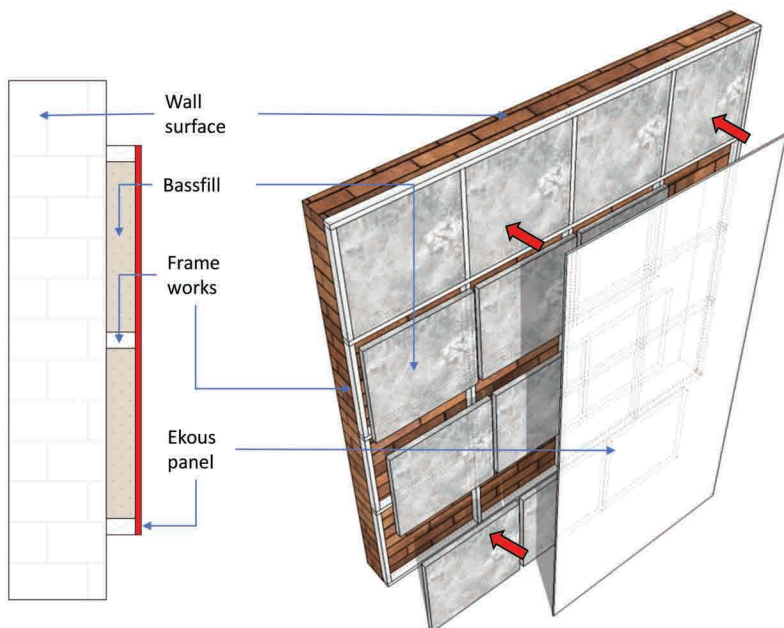 Wall
surface
Bassfill
Frame
works
Ekous
panel